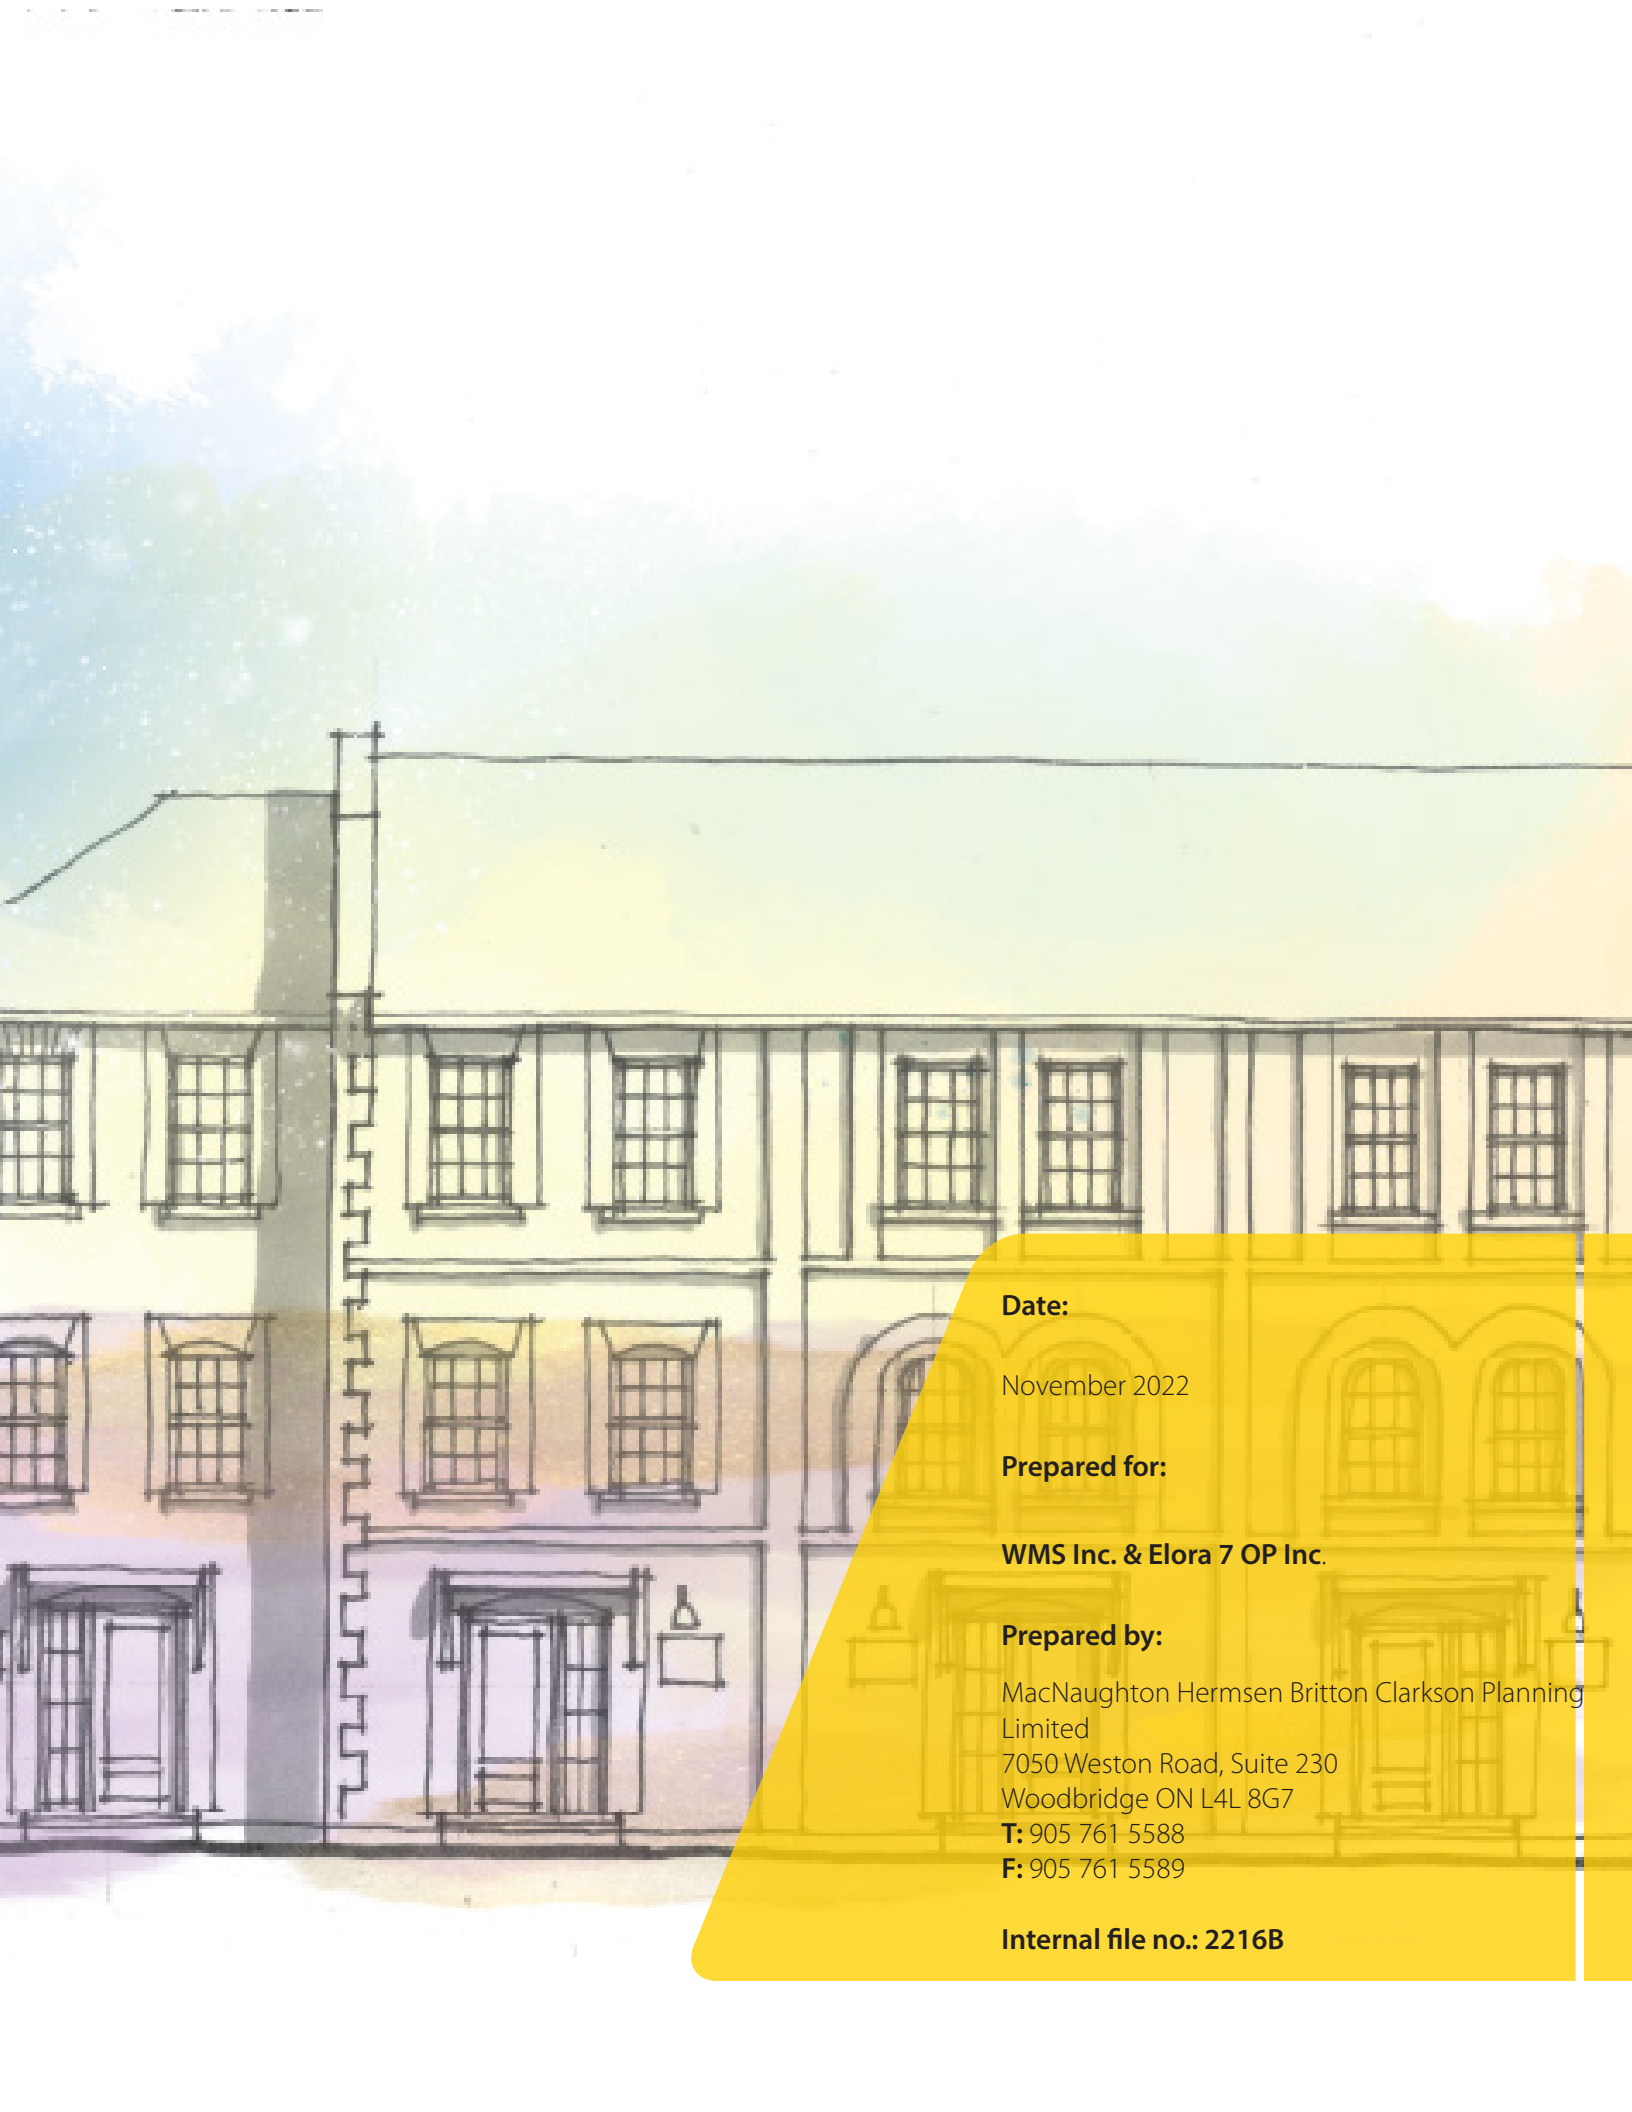 Date:
November 2022
Prepared for:
WMS Inc. & Elora 7 OP Inc.
Prepared by:
MacNaughton Hermsen Britton Clarkson Planning
Limited
7050 Weston Road, Suite 230
Woodbridge ON L4L 8G7
T: 905 761 5588
F: 905 761 5589
Internal file no.: 2216B